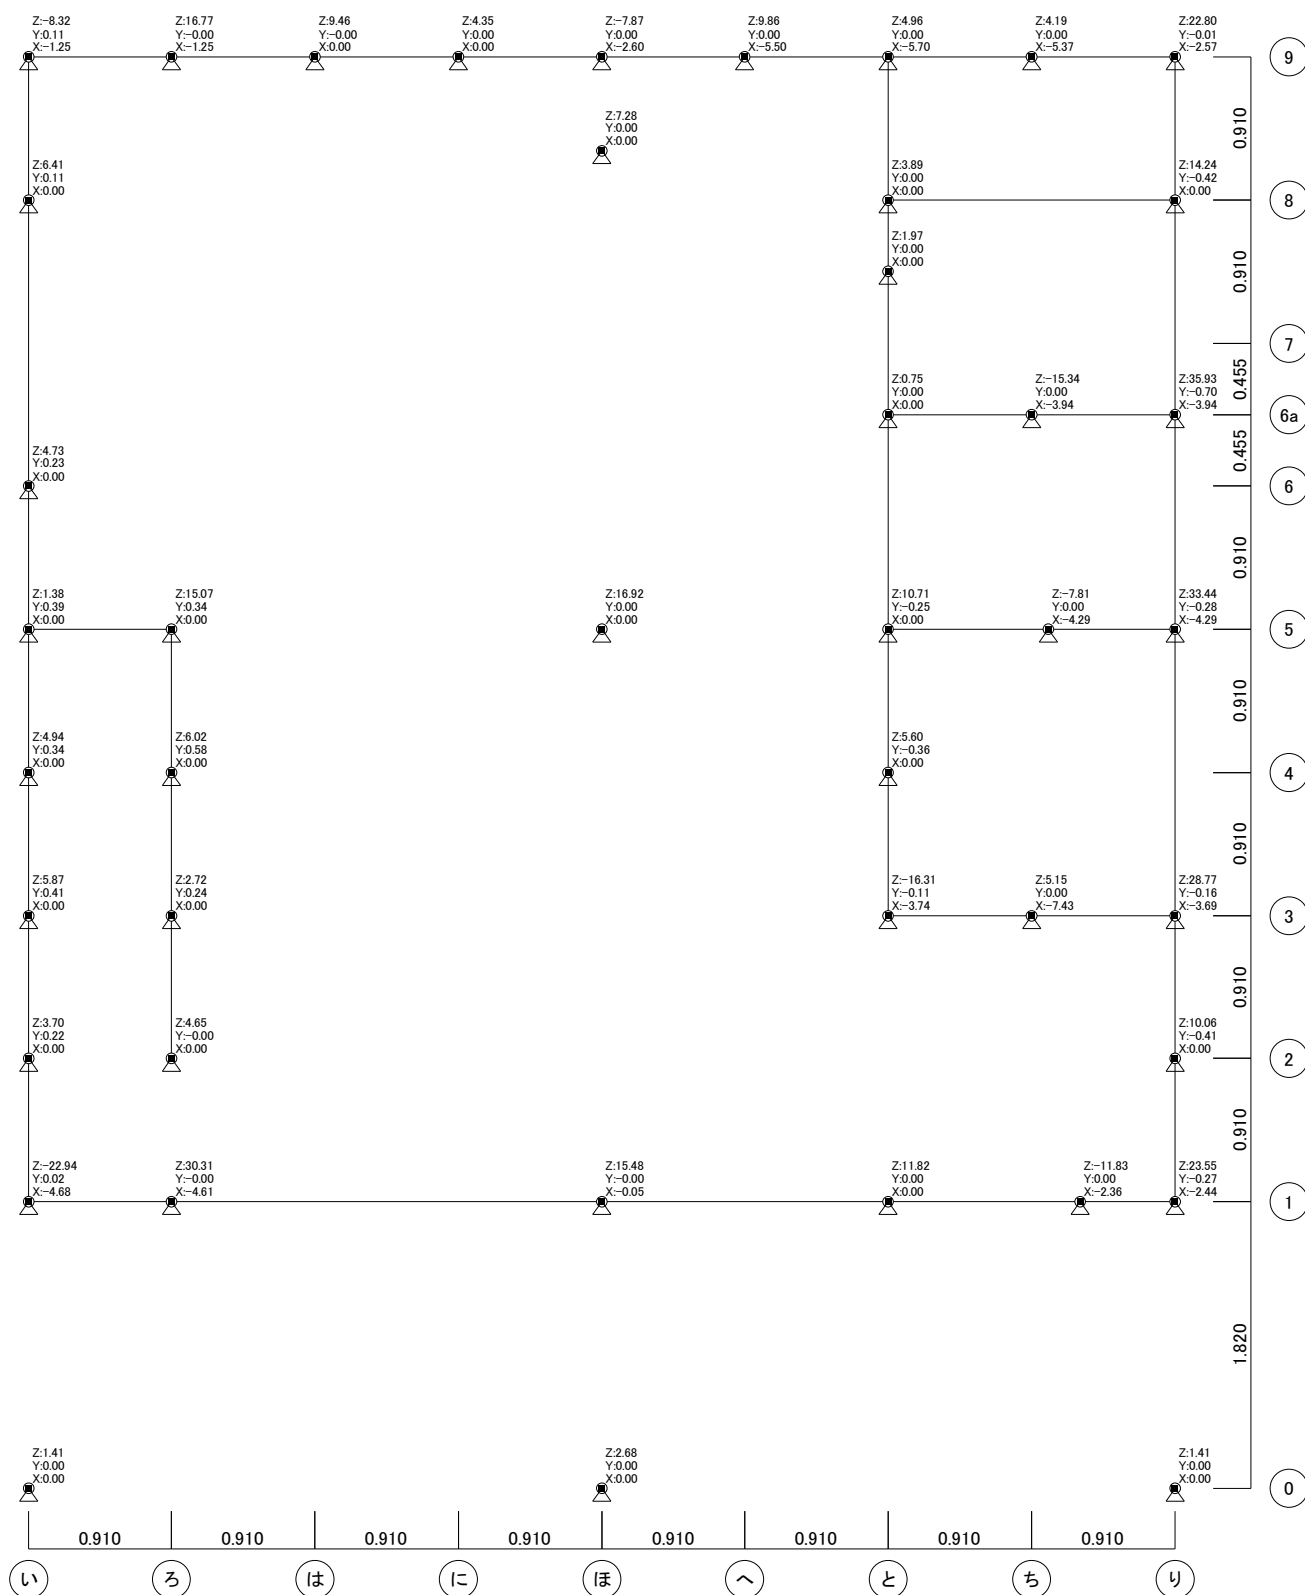 Z:-8.32
Y:0.11
X:-1.25
Z:16.77
Y:-0.00
X:-1.25
Z:9.46
Y:-0.00
X:0.00
Z:4.35
Y:0.00
X:0.00
Z:-7.87
Y:0.00
X:-2.60
Z:9.86
Y:0.00
X:-5.50
Z:4.96
Y:0.00
X:-5.70
Z:4.19
Y:0.00
X:-5.37
Z:22.80
Y:-0.01
X:-2.57
9
0.910
Z:7.28
Y:0.00
X:0.00
Z:6.41
Y:0.11
X:0.00
Z:3.89
Y:0.00
X:0.00
Z:14.24
Y:-0.42
X:0.00
8
Z:1.97
Y:0.00
X:0.00
0.910
7
0.455
Z:0.75
Y:0.00
X:0.00
Z:-15.34
Y:0.00
X:-3.94
Z:35.93
Y:-0.70
X:-3.94
6a
0.455
Z:4.73
Y:0.23
X:0.00
6
0.910
Z:1.38
Y:0.39
X:0.00
Z:15.07
Y:0.34
X:0.00
Z:16.92
Y:0.00
X:0.00
Z:10.71
Y:-0.25
X:0.00
Z:-7.81
Y:0.00
X:-4.29
Z:33.44
Y:-0.28
X:-4.29
5
0.910
Z:4.94
Y:0.34
X:0.00
Z:6.02
Y:0.58
X:0.00
Z:5.60
Y:-0.36
X:0.00
4
0.910
Z:5.87
Y:0.41
X:0.00
Z:2.72
Y:0.24
X:0.00
Z:-16.31
Y:-0.11
X:-3.74
Z:5.15
Y:0.00
X:-7.43
Z:28.77
Y:-0.16
X:-3.69
3
0.910
Z:3.70
Y:0.22
X:0.00
Z:4.65
Y:-0.00
X:0.00
Z:10.06
Y:-0.41
X:0.00
2
0.910
Z:-22.94
Y:0.02
X:-4.68
Z:30.31
Y:-0.00
X:-4.61
Z:15.48
Y:-0.00
X:-0.05
Z:11.82
Y:0.00
X:0.00
Z:-11.83
Y:0.00
X:-2.36
Z:23.55
Y:-0.27
X:-2.44
1
1.820
Z:1.41
Y:0.00
X:0.00
Z:2.68
Y:0.00
X:0.00
Z:1.41
Y:0.00
X:0.00
0
0.910
0.910
0.910
0.910
0.910
0.910
0.910
0.910
い
ろ
は
に
ほ
へ
と
ち
り